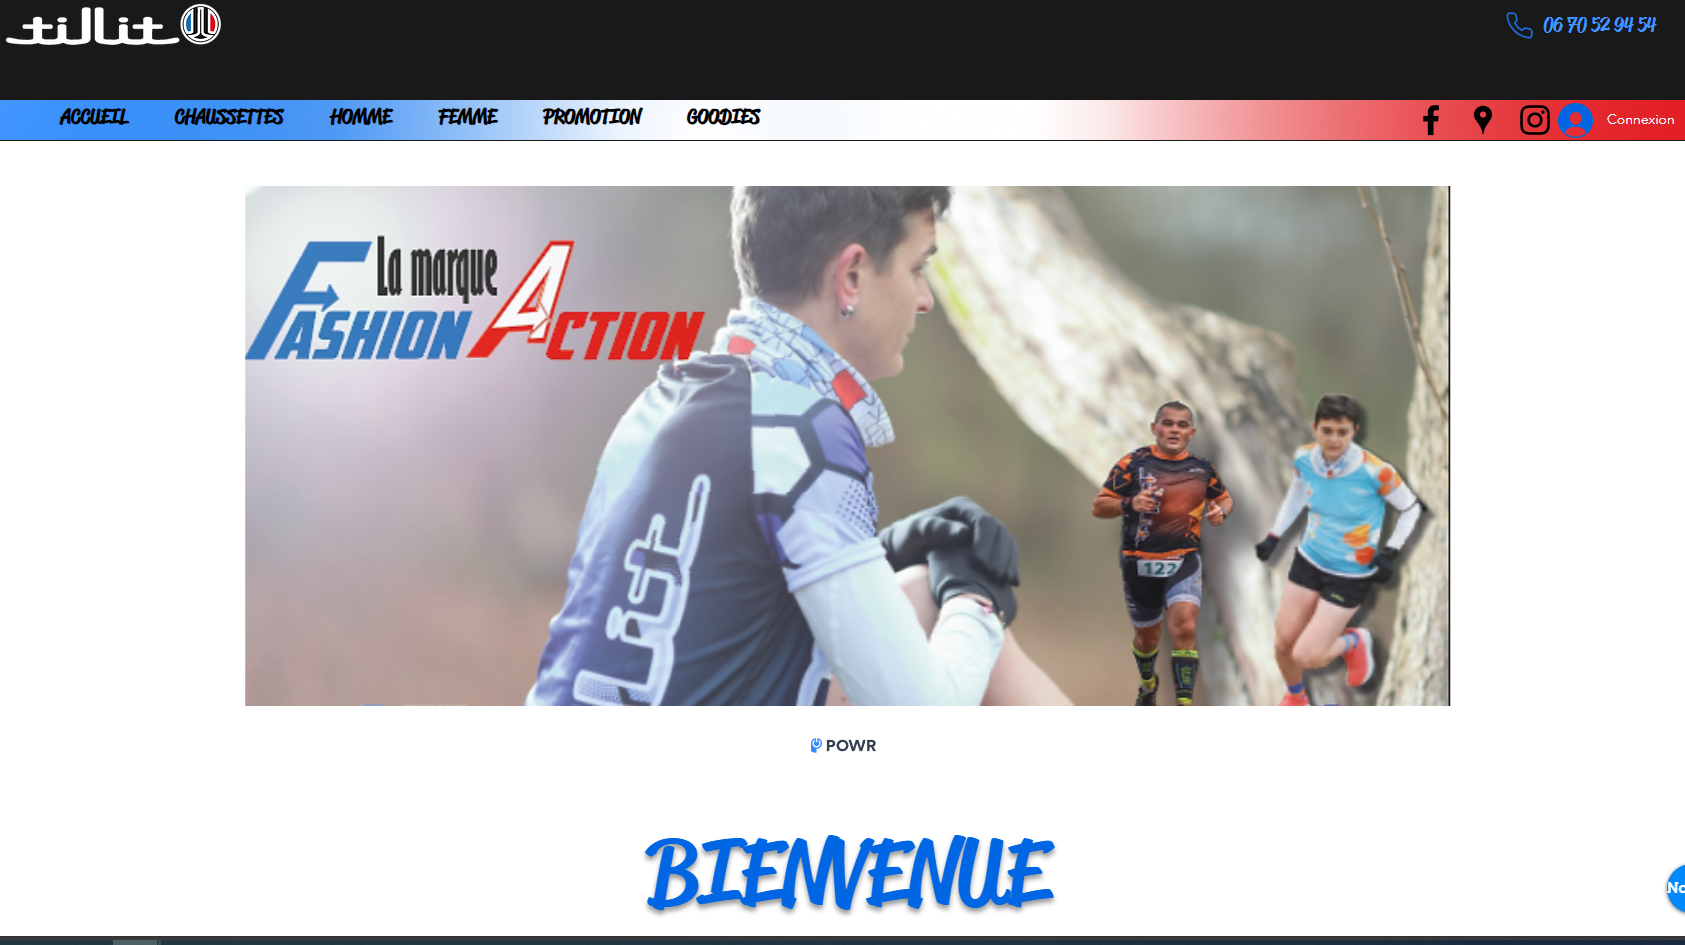 tillit
06 70 52 94 54
ACCUEIL CHAUSSETTES HOMME FEMME PROMOTION GOODIES
Connexion
La marque
FASHION ACTION
lit
122
POWR
BIENVENUE